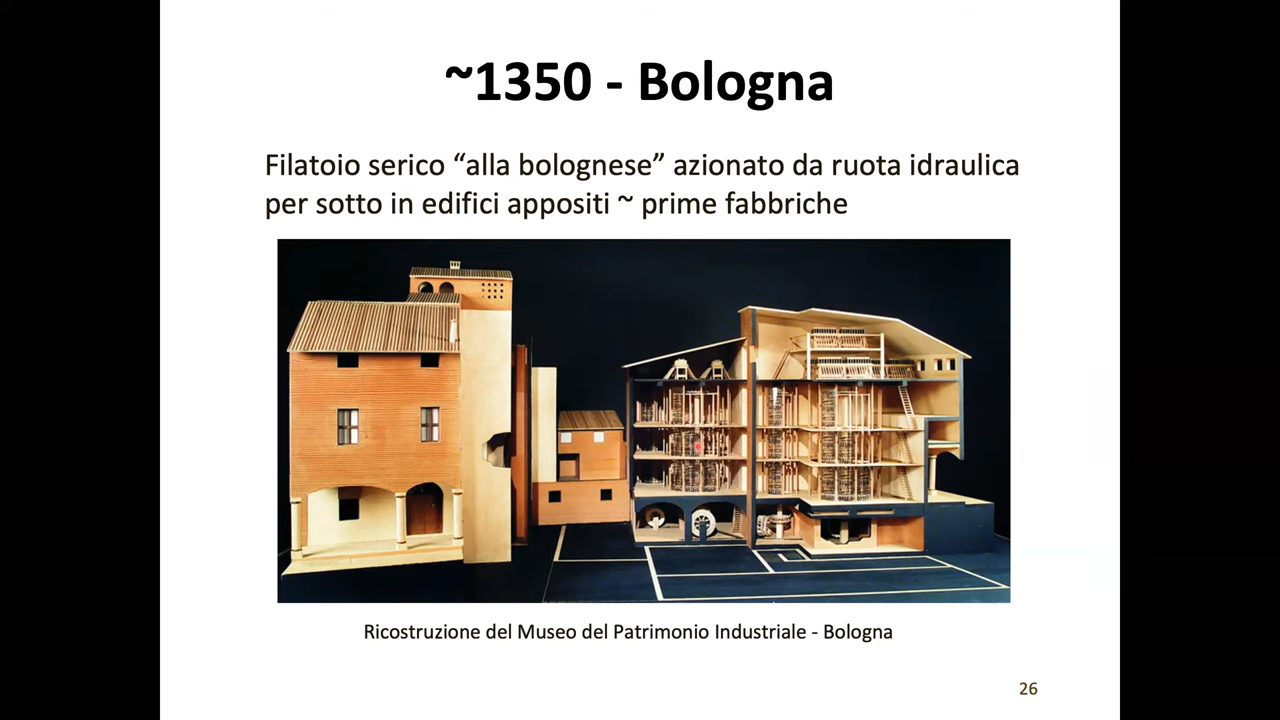 ~1350 - Bologna
Filatoio serico “alla bolognese” azionato da ruota idraulica
per sotto in edifici appositi ~ prime fabbriche
Ricostruzione del Museo del Patrimonio Industriale - Bologna
26